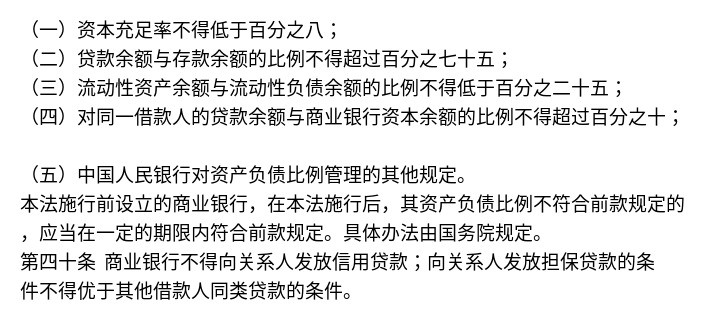 （一）资本充足率不得低于百分之八；
（二）贷款余额与存款余额的比例不得超过百分之七十五；
（三）流动性资产余额与流动性负债余额的比例不得低于百分之二十五；
（四）对同一借款人的贷款余额与商业银行资本余额的比例不得超过百分之十；
（五）中国人民银行对资产负债比例管理的其他规定。
本法施行前设立的商业银行，在本法施行后，其资产负债比例不符合前款规定的
，应当在一定的期限内符合前款规定。具体办法由国务院规定。
第四十条 商业银行不得向关系人发放信用贷款；向关系人发放担保贷款的条
件不得优于其他借款人同类贷款的条件。